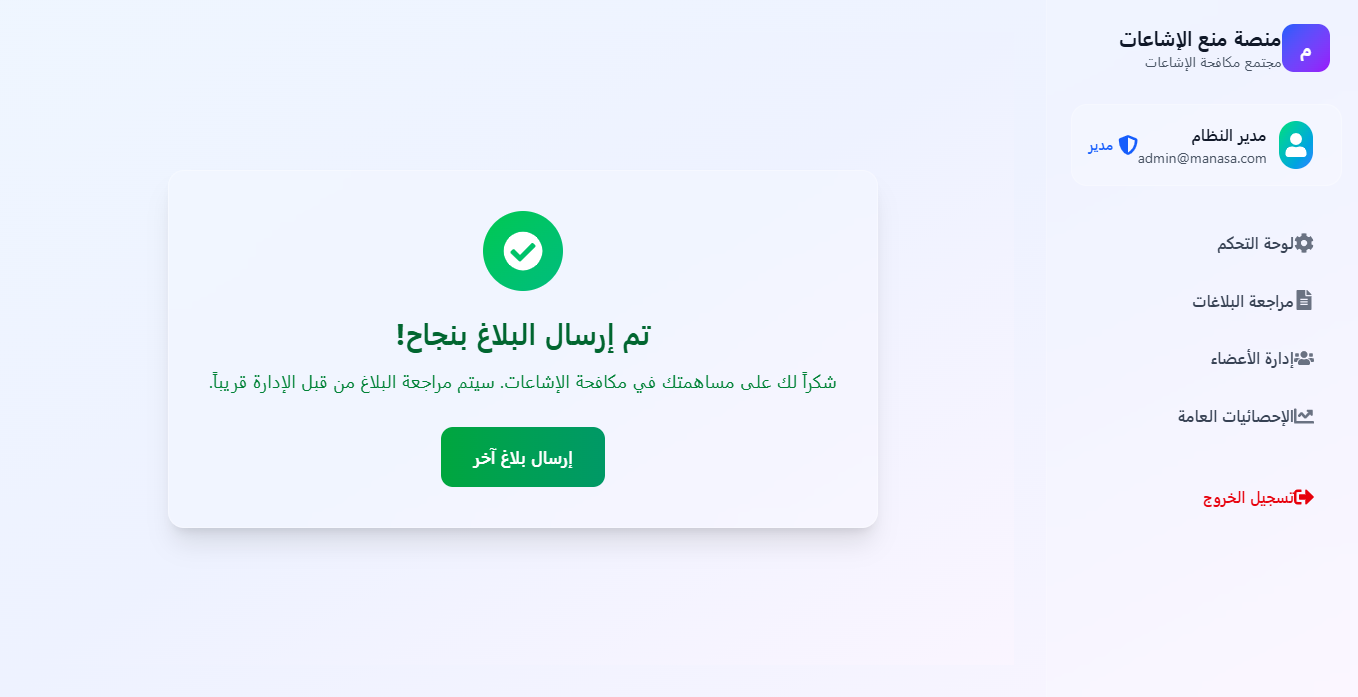 م
منصة منع الإشاعات
مجتمع مكافحة الإشاعات
مدير النظام
admin@manasa.com
مدير
لوحة التحكم
مراجعة البلاغات
إدارة الأعضاء
الإحصائيات العامة
تسجيل الخروج
تم إرسال البلاغ بنجاح!
شكراً لك على مساهمتك في مكافحة الإشاعات. سيتم مراجعة البلاغ من قبل الإدارة قريباً.
إرسال بلاغ آخر